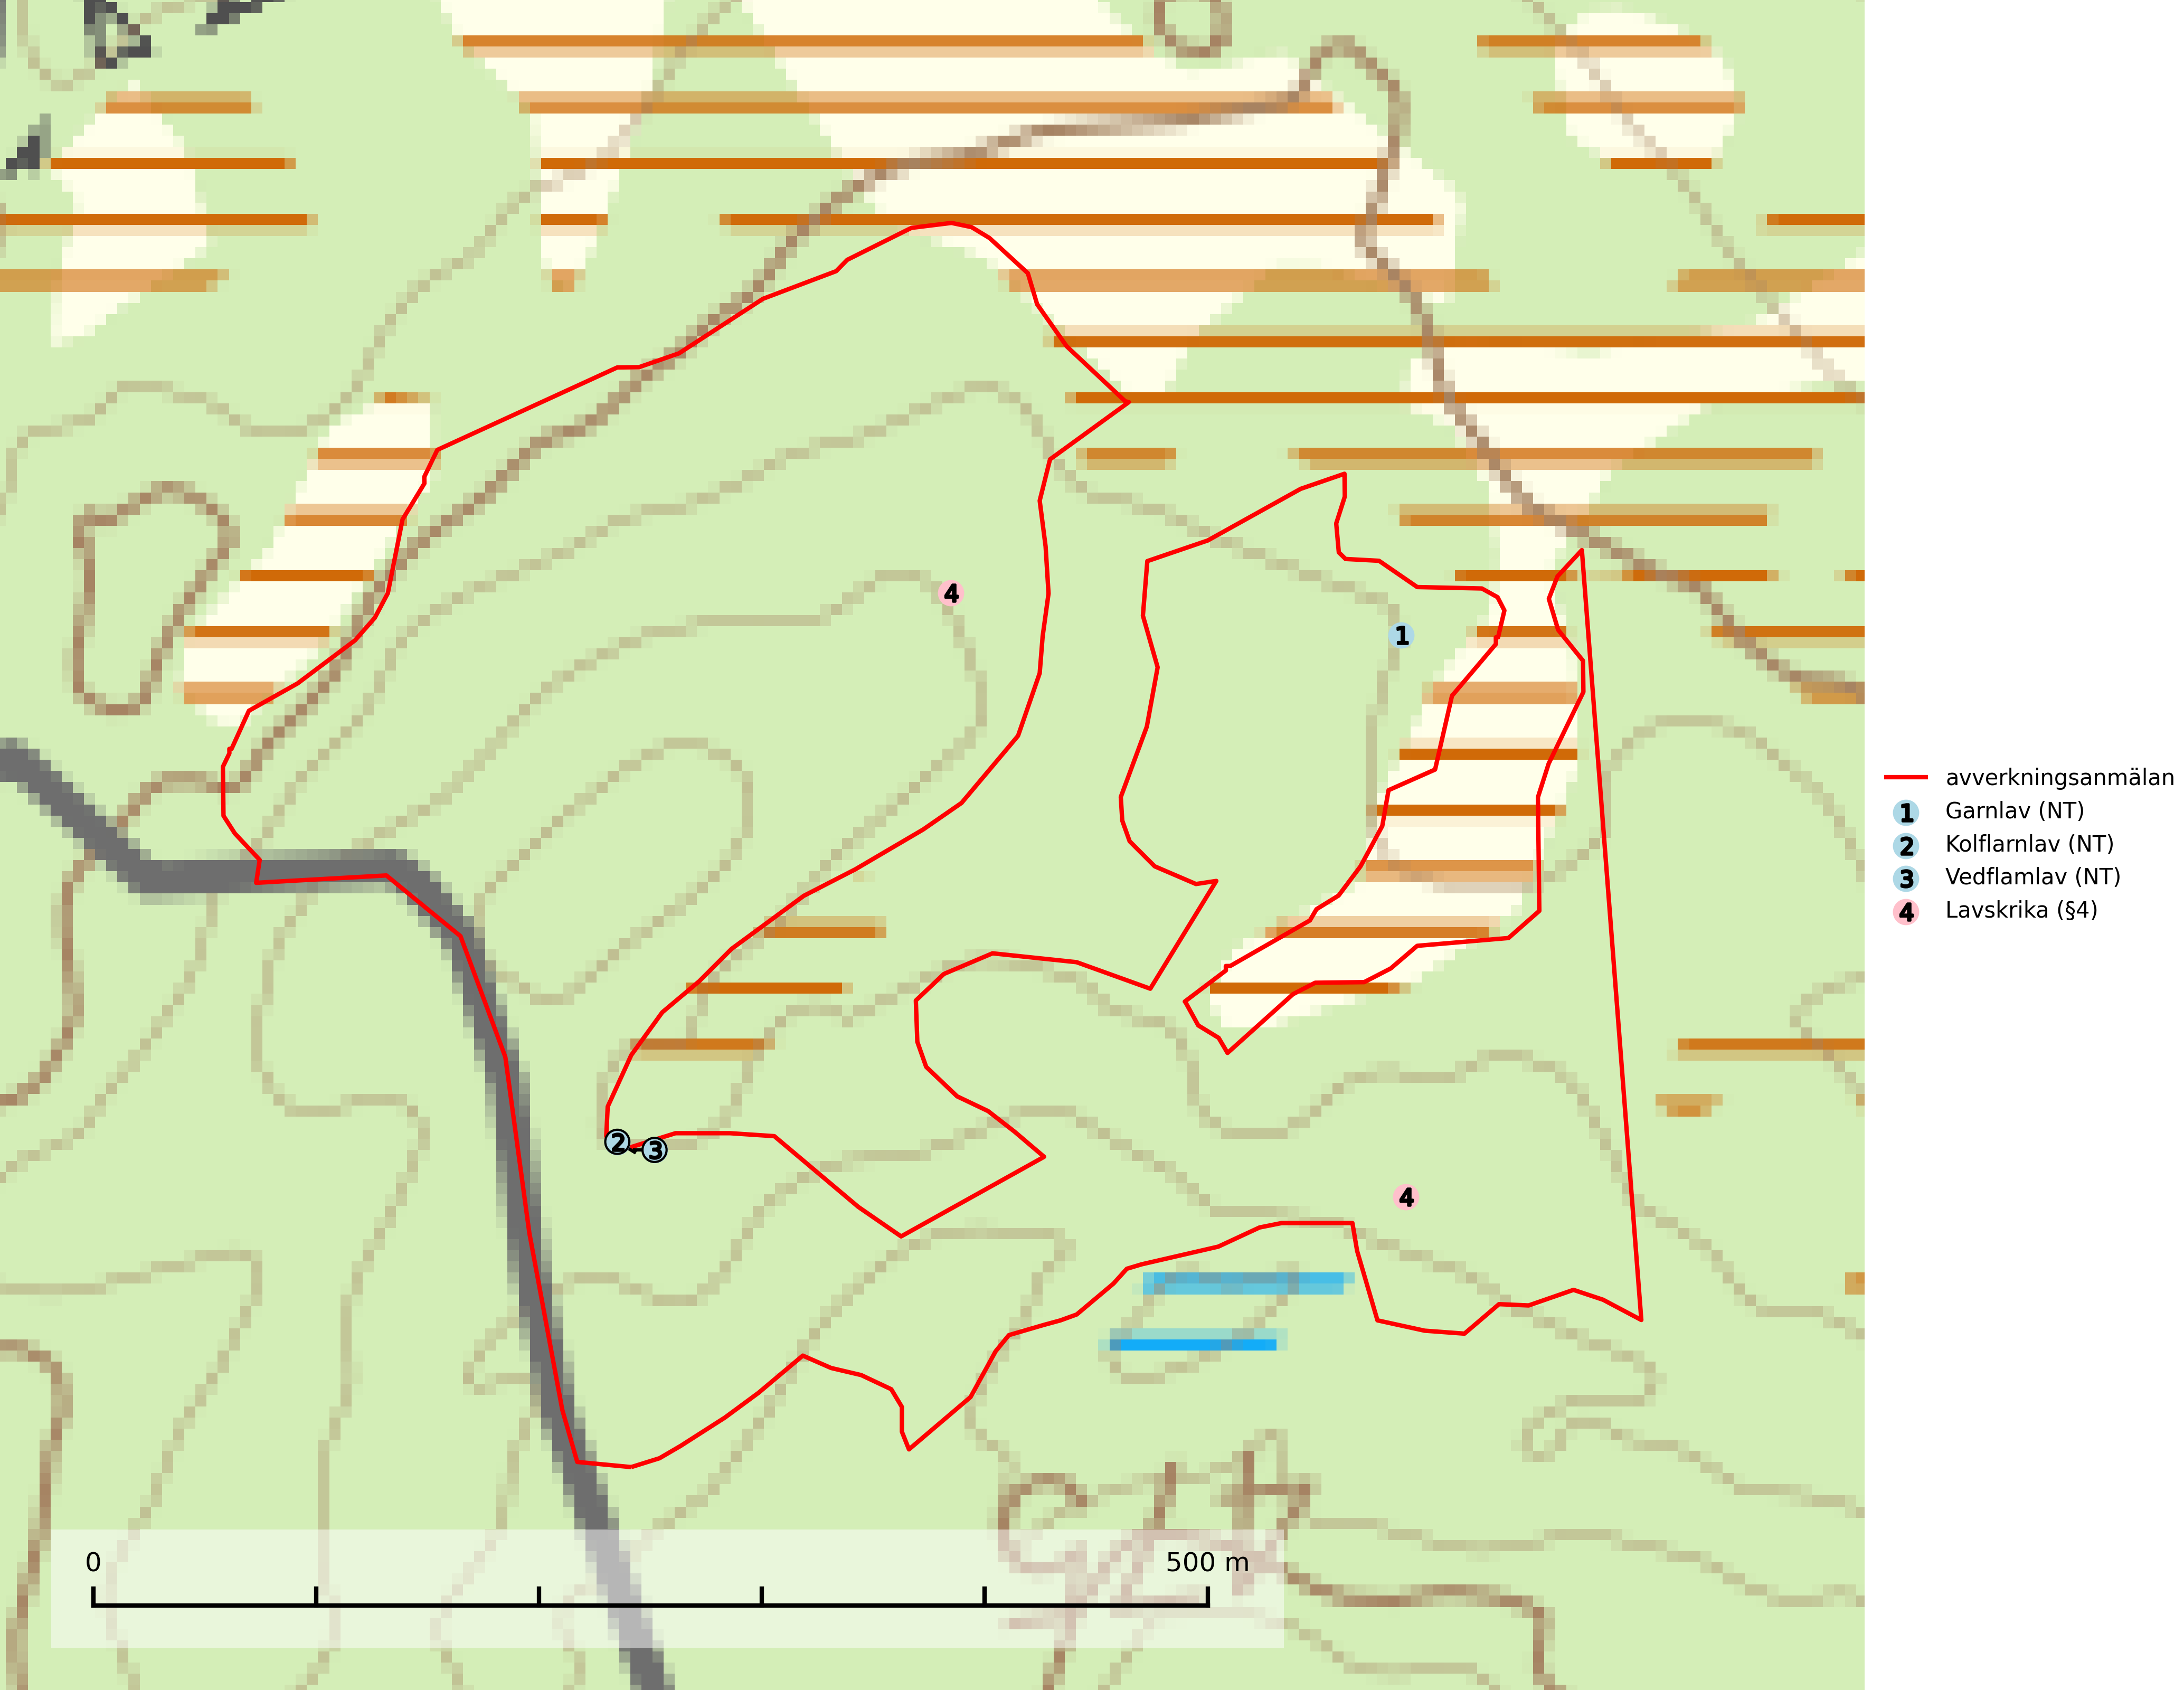 4
1
2
3
4
0
500 m
avverkningsanmälan
1 Garnlav (NT)
2 Kolflarnlav (NT)
3 Vedflamlav (NT)
4 Lavskrika (§4)